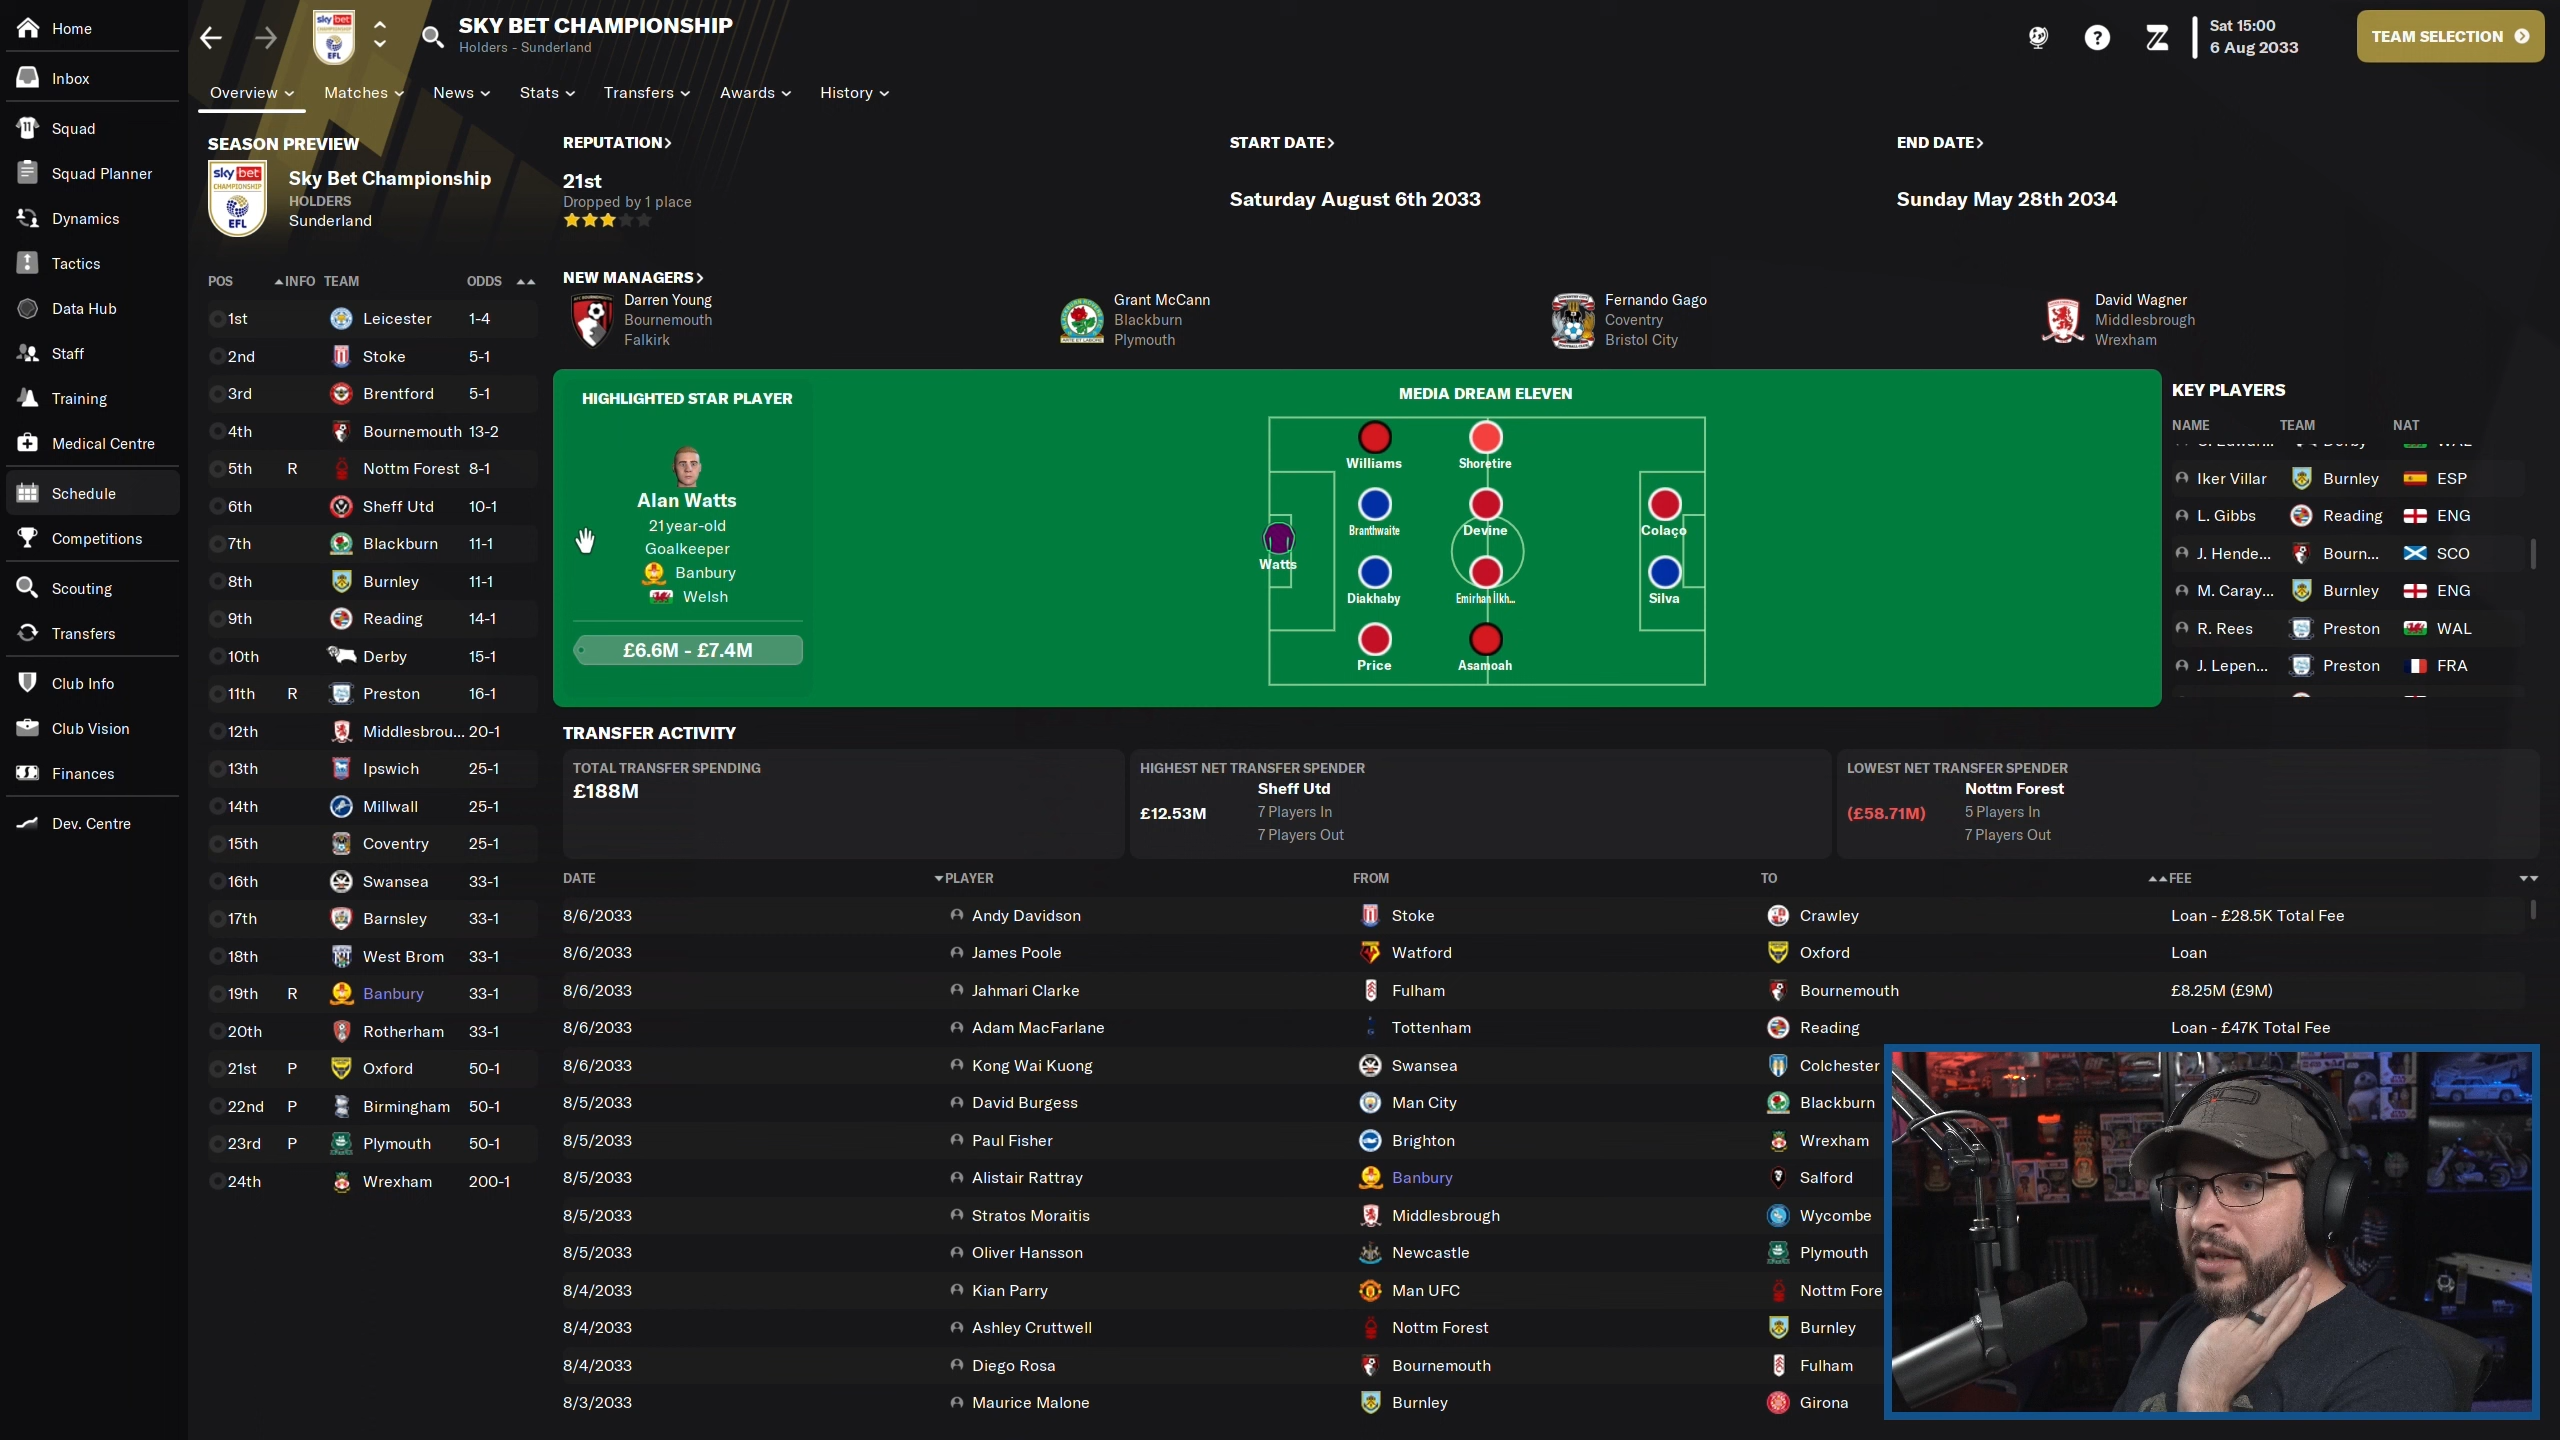 Home
Inbox
Squad
Squad Planner
Dynamics
Tactics
Data Hub
Staff
Training
Medical Centre
Schedule
Competitions
Scouting
Transfers
Club Info
Club Vision
Finances
Dev. Centre
SKY BET CHAMPIONSHIP
Holders - Sunderland
Sat 15:00
6 Aug 2033
TEAM SELECTION
Overview Matches News Stats Transfers Awards History
SEASON PREVIEW
sky bet
CHAMPIONSHIP
EFL
Sky Bet Championship
HOLDERS
Sunderland
REPUTATION
21st
Dropped by 1 place
START DATE
Saturday August 6th 2033
END DATE
Sunday May 28th 2034
POS INFO TEAM ODDS
1st Leicester 1-4
2nd Stoke 5-1
3rd Brentford 5-1
4th Bournemouth 13-2
5th R Nottm Forest 8-1
6th Sheff Utd 10-1
7th Blackburn 11-1
8th Burnley 11-1
9th Reading 14-1
10th Derby 15-1
11th R Preston 16-1
12th Middlesbrou... 20-1
13th Ipswich 25-1
14th Millwall 25-1
15th Coventry 25-1
16th Swansea 33-1
17th Barnsley 33-1
18th West Brom 33-1
19th R Banbury 33-1
20th Rotherham 33-1
21st P Oxford 50-1
22nd P Birmingham 50-1
23rd P Plymouth 50-1
24th Wrexham 200-1
NEW MANAGERS
Darren Young
Bournemouth
Falkirk
Grant McCann
Blackburn
Plymouth
Fernando Gago
Coventry
Bristol City
David Wagner
Middlesbrough
Wrexham
HIGHLIGHTED STAR PLAYER
Alan Watts
21 year-old
Goalkeeper
Banbury
Welsh
£6.6M - £7.4M
MEDIA DREAM ELEVEN
Williams Shoretire
Branthwaite Devine Colaço
Watts
Diakhaby Emirhan İlkh... Silva
Price Asamoah
KEY PLAYERS
NAME TEAM NAT
Iker Villar Burnley ESP
L. Gibbs Reading ENG
J. Hende... Bourn... SCO
M. Caray... Burnley ENG
R. Rees Preston WAL
J. Lepen... Preston FRA
TRANSFER ACTIVITY
TOTAL TRANSFER SPENDING
£188M
HIGHEST NET TRANSFER SPENDER
Sheff Utd
£12.53M
7 Players In
7 Players Out
LOWEST NET TRANSFER SPENDER
Nottm Forest
(£58.71M)
5 Players In
7 Players Out
DATE PLAYER FROM TO FEE
8/6/2033 Andy Davidson Stoke Crawley Loan - £28.5K Total Fee
8/6/2033 James Poole Watford Oxford Loan
8/6/2033 Jahmari Clarke Fulham Bournemouth £8.25M (£9M)
8/6/2033 Adam MacFarlane Tottenham Reading Loan - £47K Total Fee
8/6/2033 Kong Wai Kuong Swansea Colchester
8/5/2033 David Burgess Man City Blackburn
8/5/2033 Paul Fisher Brighton Wrexham
8/5/2033 Alistair Rattray Banbury Salford
8/5/2033 Stratos Moraitis Middlesbrough Wycombe
8/5/2033 Oliver Hansson Newcastle Plymouth
8/4/2033 Kian Parry Man UFC Nottm Fore
8/4/2033 Ashley Cruttwell Nottm Forest Burnley
8/4/2033 Diego Rosa Bournemouth Fulham
8/3/2033 Maurice Malone Burnley Girona